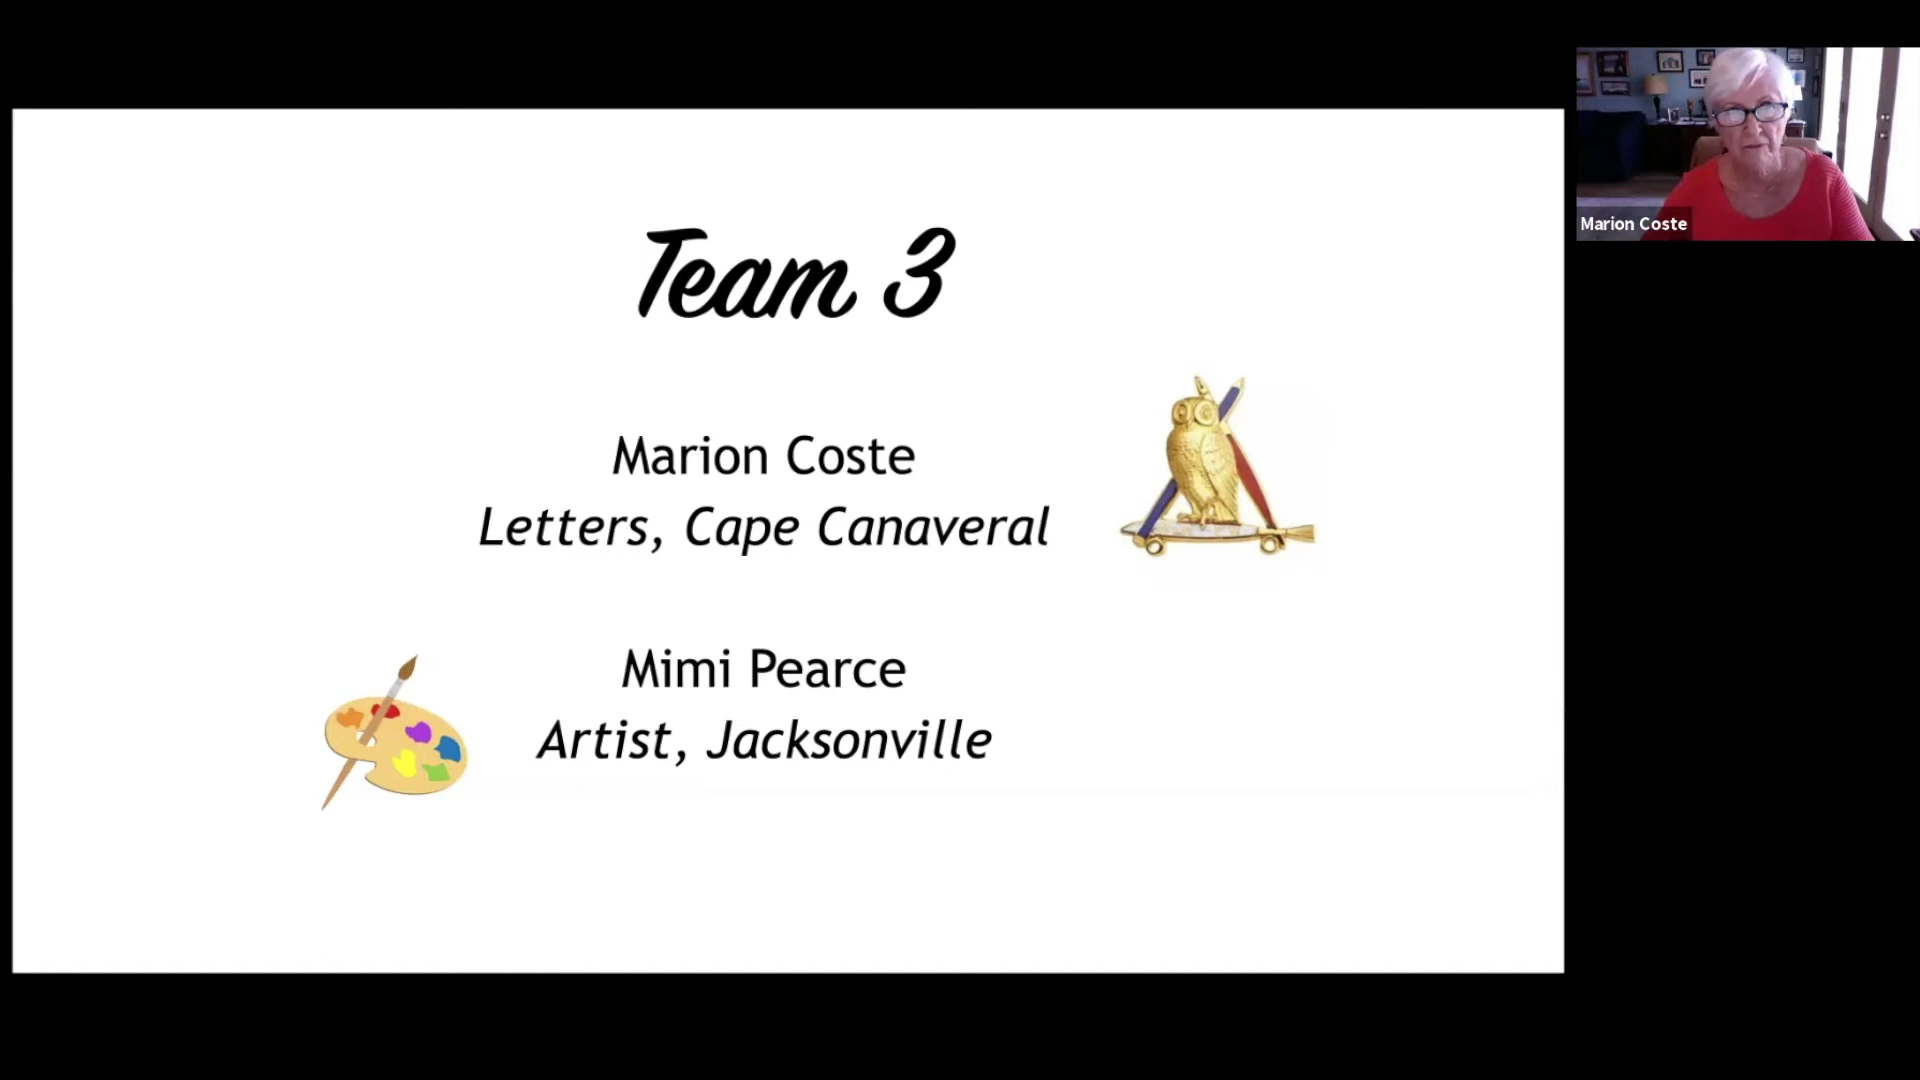 Team 3
Marion Coste
Letters, Cape Canaveral
Mimi Pearce
Artist, Jacksonville
Marion Coste